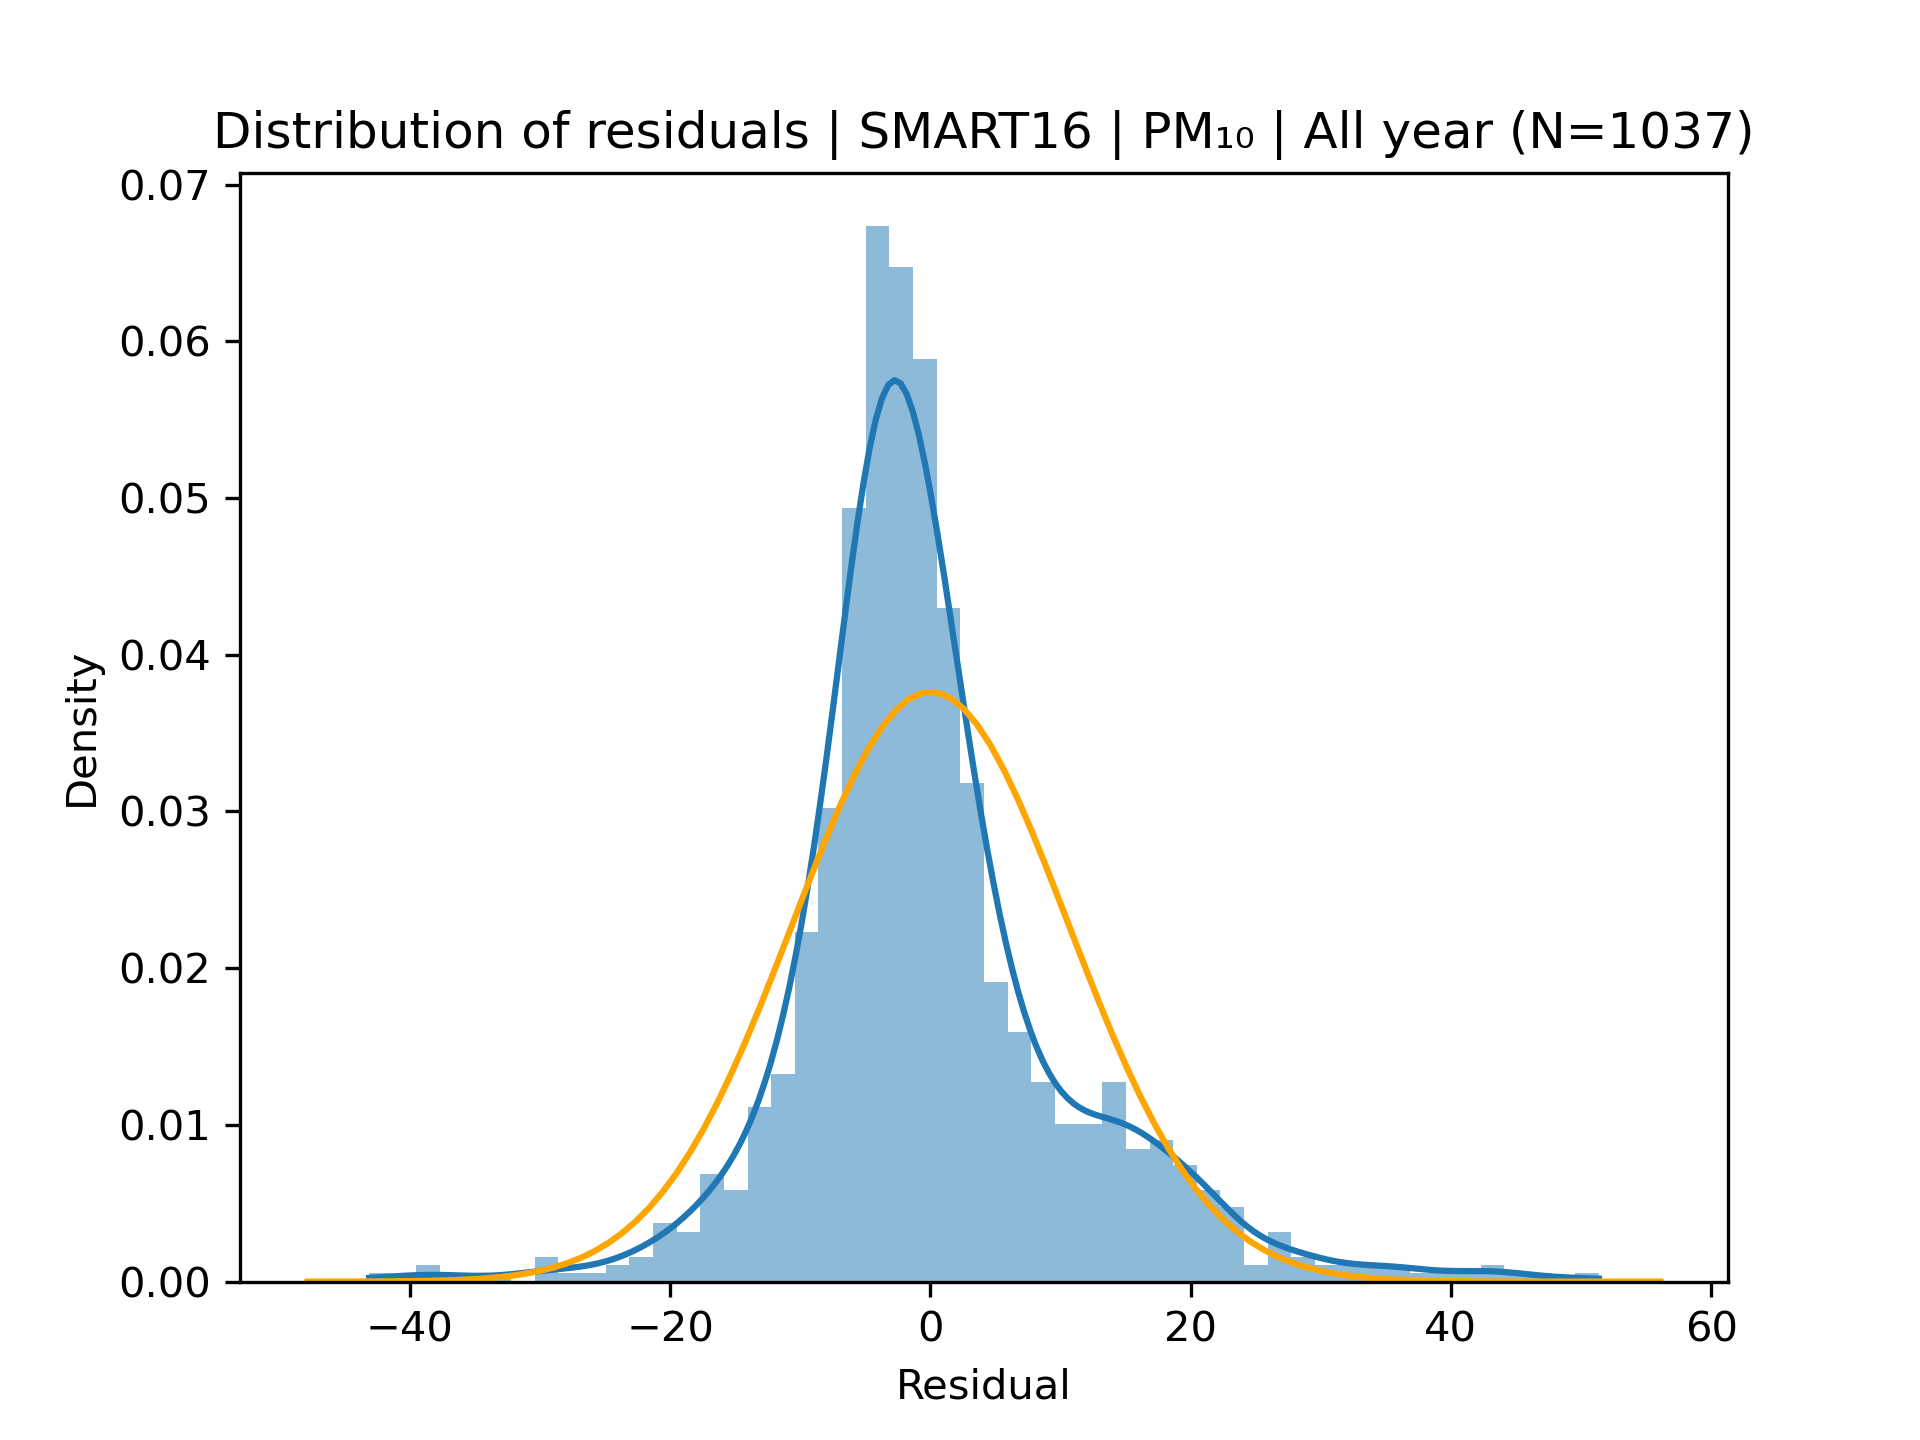 Distribution of residuals | SMART16 | PM₁₀ | All year (N=1037)
0.07
0.06
0.05
0.04
0.03
0.02
0.01
0.00
Density
−40 −20 0 20 40 60
Residual